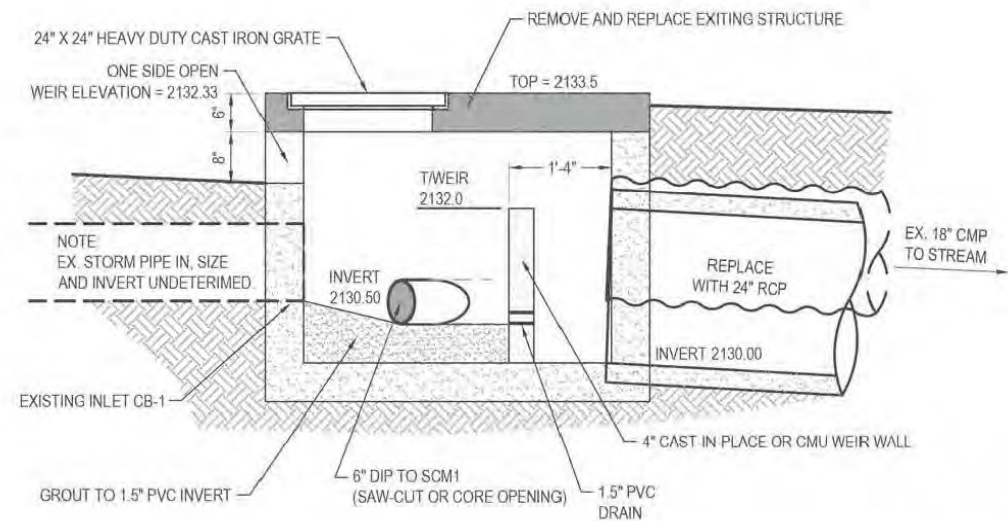 REMOVE AND REPLACE EXITING STRUCTURE
24" X 24" HEAVY DUTY CAST IRON GRATE
ONE SIDE OPEN
WEIR ELEVATION = 2132.33
TOP = 2133.5
6"
8"
1'-4"
T/WEIR
2132.0
NOTE
EX. STORM PIPE IN, SIZE
AND INVERT UNDETERIMED.
INVERT
2130.50
REPLACE
WITH 24" RCP
EX. 18" CMP
TO STREAM
INVERT 2130.00
EXISTING INLET CB-1
4" CAST IN PLACE OR CMU WEIR WALL
GROUT TO 1.5" PVC INVERT
6" DIP TO SCM1
(SAW-CUT OR CORE OPENING)
1.5" PVC
DRAIN